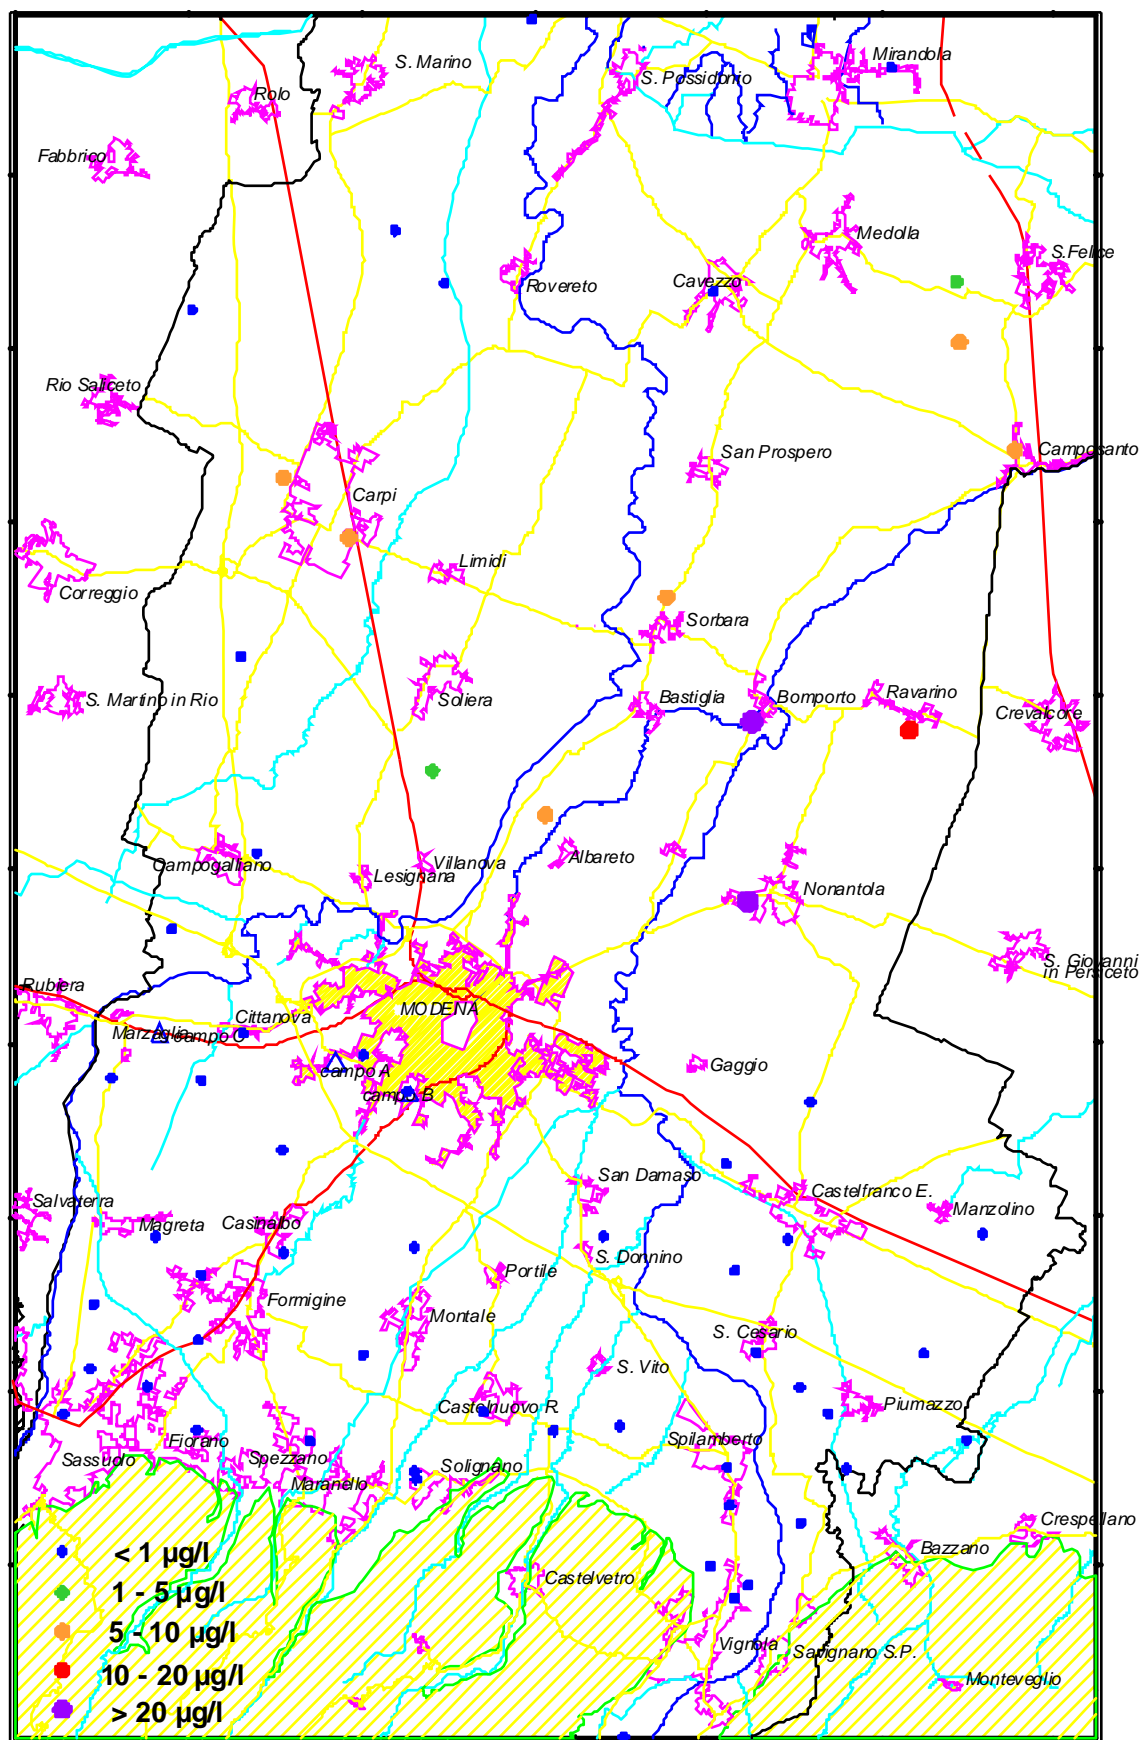 Mirandola
S. Marino
S. Possidonio
Rolo
Fabbrico
Medolla
S.Felice
Cavezzo
Rovereto
Rio Saliceto
Camposanto
San Prospero
Carpi
Limidi
Correggio
Sorbara
S. Martino in Rio
Soliera
Bastiglia
Bomporto
Ravarino
Crevalcore
Campogalliano
Villanova
Albareto
Lesignana
Nonantola
S. Giovanni
in Persiceto
Rubiera
MODENA
Cittanova
Marzaglia
campo C
Gaggio
campo A
campo B
San Damaso
Castelfranco E.
Salvaterra
Magreta
Casinalbo
Manzolino
S. Donnino
Portile
Formigine
Montale
S. Cesario
S. Vito
Castelnuovo R.
Piumazzo
Fiorano
Spilamberto
Sassuolo
Spezzano
Solignano
Maranello
Crespellano
Bazzano
< 1 µg/l
Castelvetro
1 - 5 µg/l
5 - 10 µg/l
Vignola
Savignano S.P.
10 - 20 µg/l
Monteveglio
> 20 µg/l